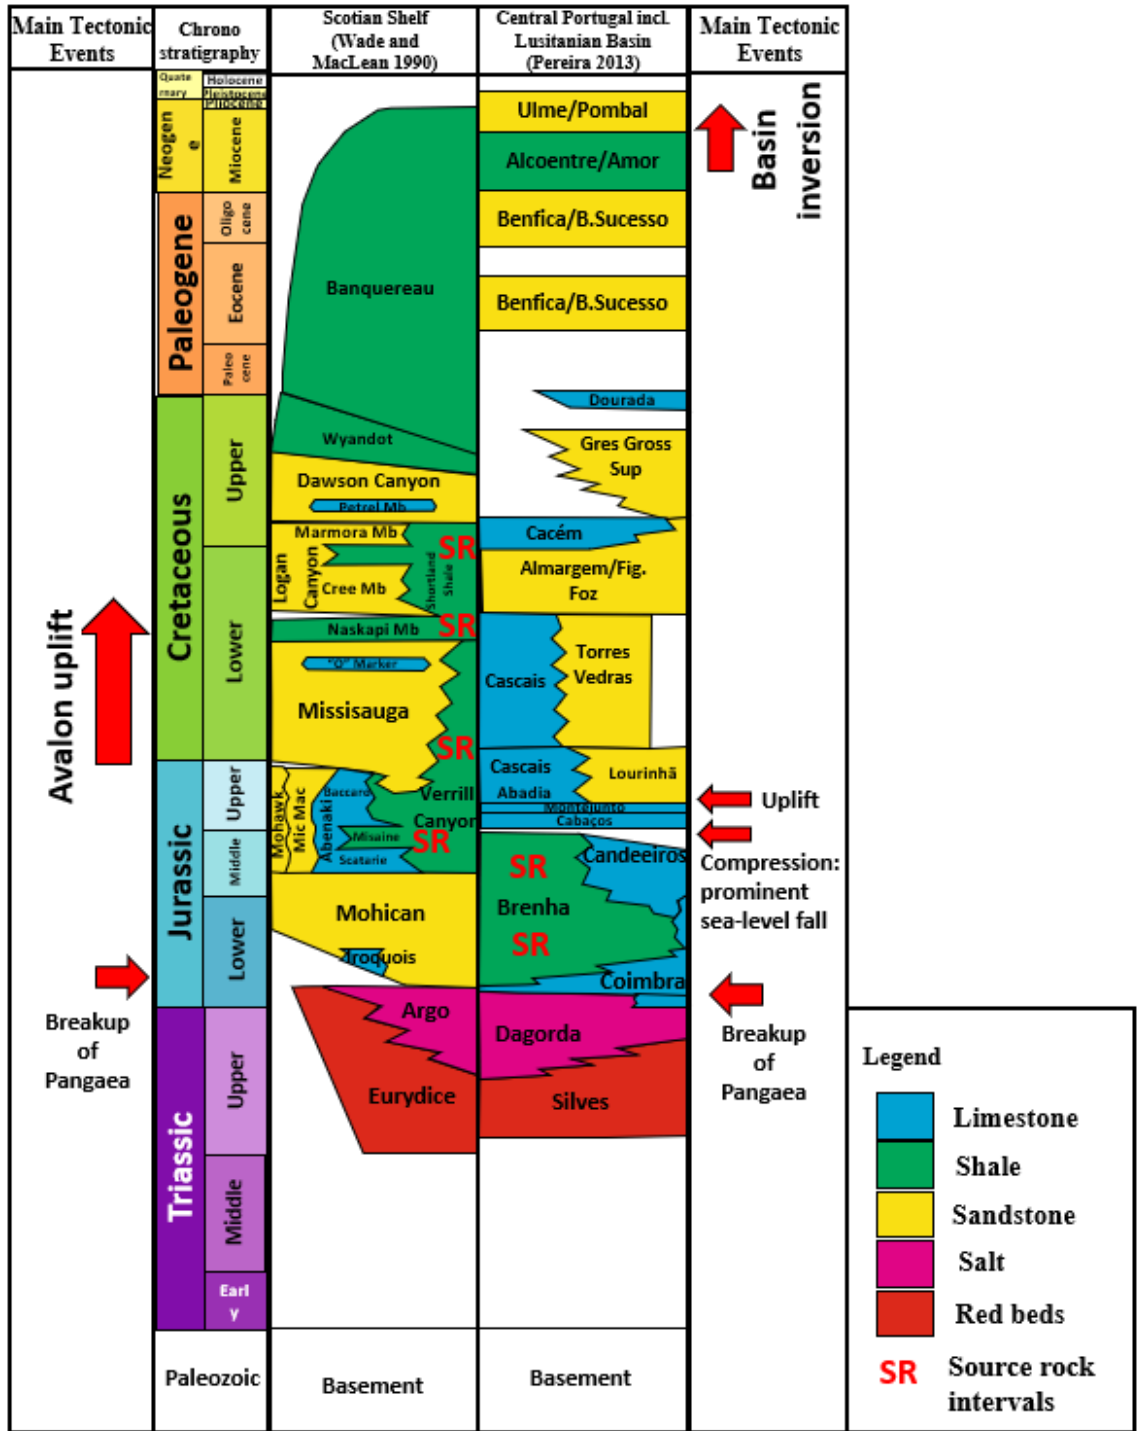 Main Tectonic
Events
Chrono
stratigraphy
Scotian Shelf
(Wade and
MacLean 1990)
Central Portugal incl.
Lusitanian Basin
(Pereira 2013)
Main Tectonic
Events
Quate
rnary
Holocene
Pleistocene
Pliocene
Neogen
e
Miocene
Paleogene
Oligo
cene
Eocene
Paleo
cene
Cretaceous
Upper
Lower
Jurassic
Upper
Middle
Lower
Triassic
Upper
Middle
Earl
y
Paleozoic
Avalon uplift
Breakup
of
Pangaea
Banquereau
Wyandot
Dawson Canyon
Petrel Mb
Marmora Mb
SR
Logan
Canyon
Cree Mb
Shortland
Shale
Naskapi Mb
SR
"O" Marker
Missisauga
SR
Mohawk
Mic Mac
Abenaki
Baccaro
Misaine
Scatarie
Verrill
Canyon
SR
Mohican
Iroquois
Argo
Eurydice
Basement
Ulme/Pombal
Alcoentre/Amor
Benfica/B.Sucesso
Benfica/B.Sucesso
Dourada
Gres Gross
Sup
Cacém
Almargem/Fig.
Foz
Cascais
Torres
Vedras
Cascais
Abadia
Lourinhã
Montejunto
Cabaços
SR
Candeeiros
Brenha
SR
Coimbra
Dagorda
Silves
Basement
Basin
inversion
Uplift
Compression:
prominent
sea-level fall
Breakup
of
Pangaea
Legend
Limestone
Shale
Sandstone
Salt
Red beds
SR
Source rock
intervals